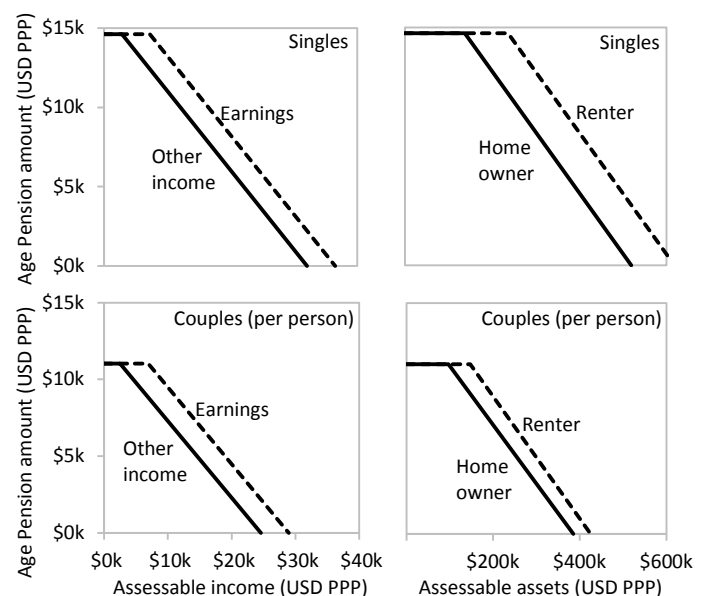 Age Pension amount (USD PPP)
$15k
$10k
$5k
$0k
Singles
Earnings
Other
income
Singles
Renter
Home
owner
Age Pension amount (USD PPP)
$15k
$10k
$5k
$0k
Couples (per person)
Earnings
Other
income
$0k $10k $20k $30k $40k
Assessable income (USD PPP)
Couples (per person)
Renter
Home
owner
$200k $400k $600k
Assessable assets (USD PPP)